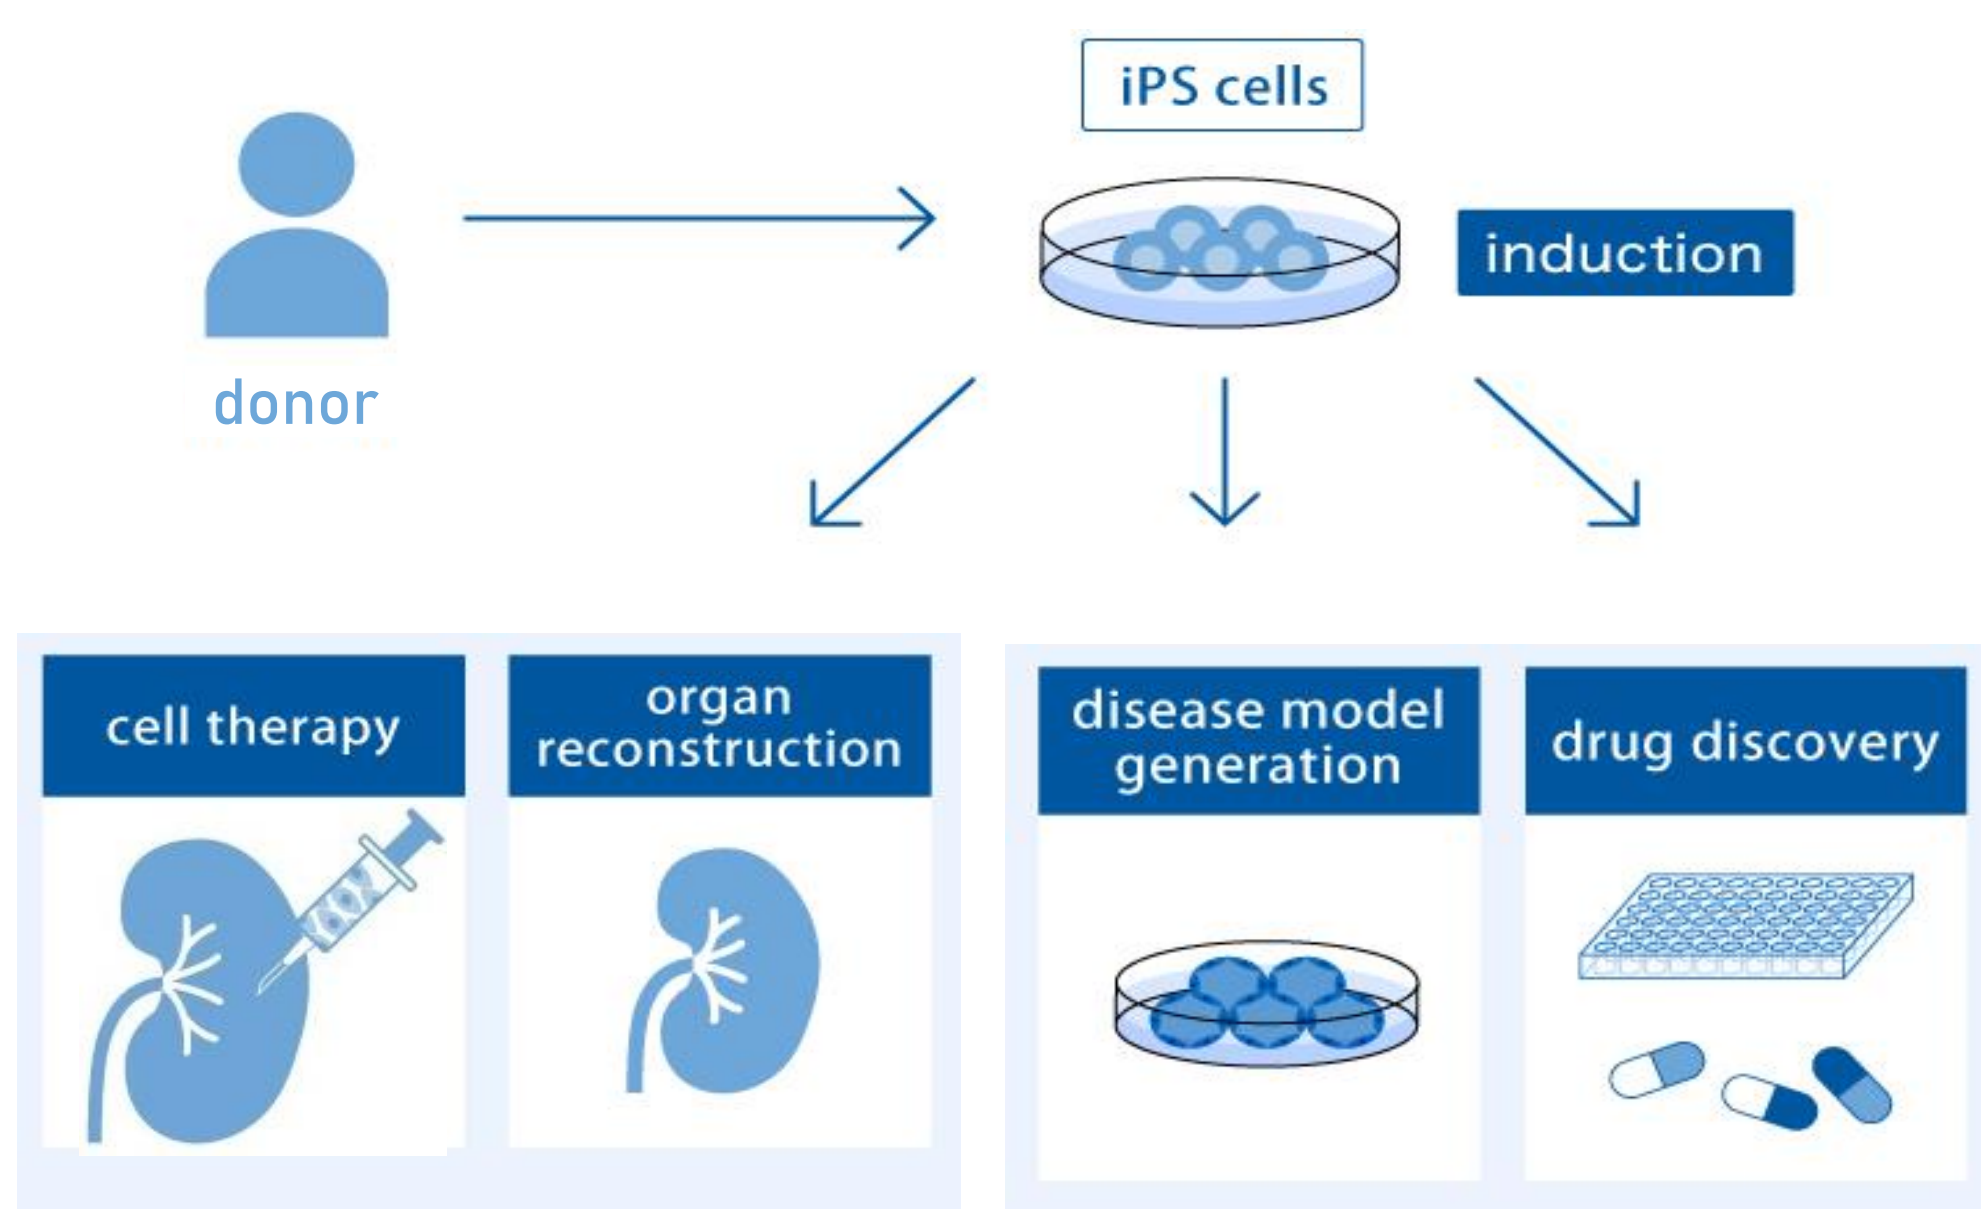 iPS cells
induction
donor
cell therapy
organ
reconstruction
disease model
generation
drug discovery